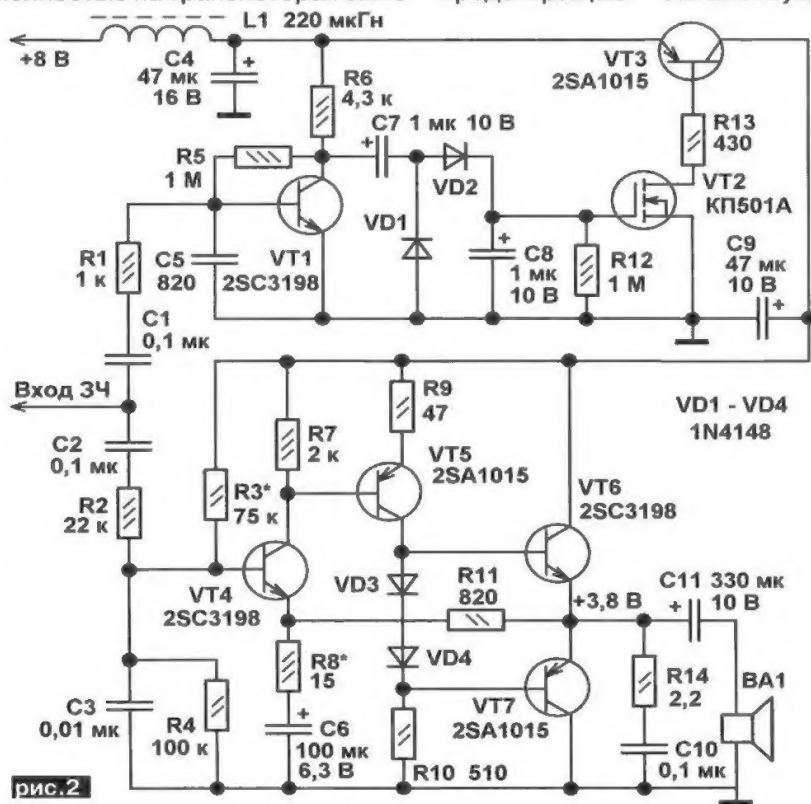 L1 220 мкГн
+8 В
C4
47 мк
16 В
R6
4,3 к
VT3
2SA1015
C7 1 мк 10 В
R13
430
R5
1 М
VD2
VT2
КП501А
VD1
R1
1 к
C5
820
VT1
2SC3198
C8
1 мк
10 В
R12
1 М
C9
47 мк
10 В
C1
0,1 мк
Вход ЗЧ
R9
47
VD1 - VD4
1N4148
C2
0,1 мк
R7
2 к
VT5
2SA1015
R2
22 к
R3*
75 к
VT6
2SC3198
VT4
2SC3198
VD3
R11
820
+3,8 В
C11 330 мк
10 В
R8*
15
VD4
R14
2,2
BA1
C3
0,01 мк
R4
100 к
C6
100 мк
6,3 В
VT7
2SA1015
C10
0,1 мк
R10 510
рис.2